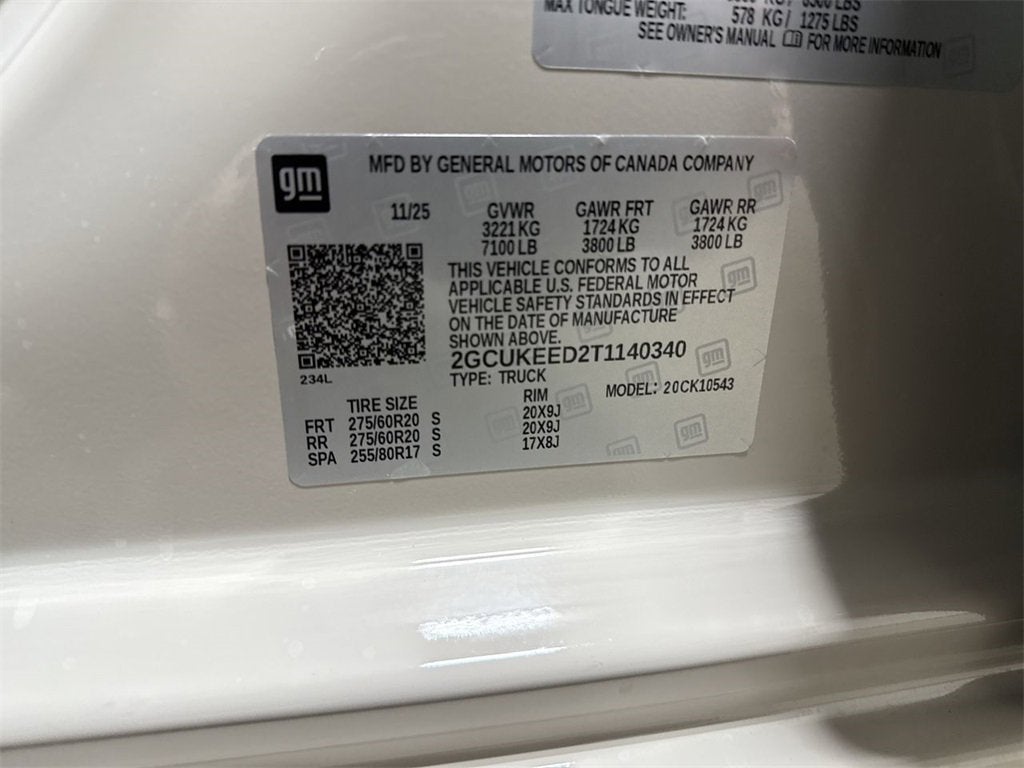 8500 LBS
MAX TONGUE WEIGHT: 578 KG/ 1275 LBS
SEE OWNER'S MANUAL FOR MORE INFORMATION
gm
MFD BY GENERAL MOTORS OF CANADA COMPANY
11/25 GVWR GAWR FRT GAWR RR
3221 KG 1724 KG 1724 KG
7100 LB 3800 LB 3800 LB
THIS VEHICLE CONFORMS TO ALL
APPLICABLE U.S. FEDERAL MOTOR
VEHICLE SAFETY STANDARDS IN EFFECT
ON THE DATE OF MANUFACTURE
SHOWN ABOVE.
2GCUKEED2T1140340
234L TYPE: TRUCK MODEL: 20CK10543
TIRE SIZE RIM
FRT 275/60R20 S 20X9J
RR 275/60R20 S 20X9J
SPA 255/80R17 S 17X8J